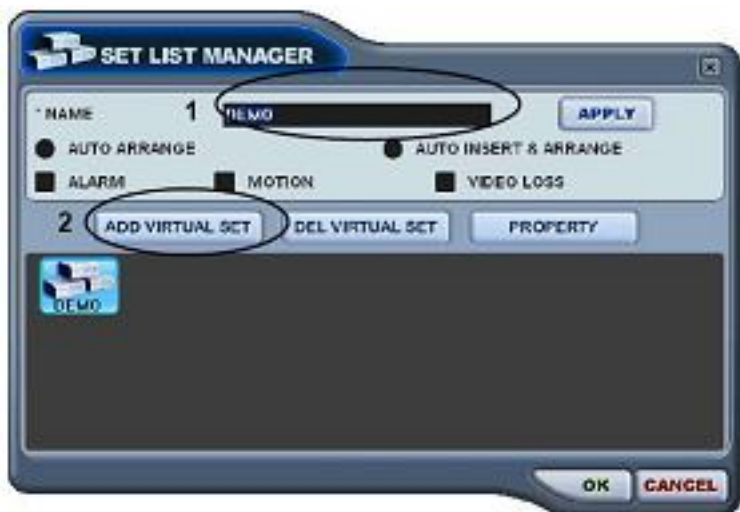 SET LIST MANAGER
* NAME 1 DEMO APPLY
AUTO ARRANGE AUTO INSERT & ARRANGE
ALARM MOTION VIDEO LOSS
2 ADD VIRTUAL SET DEL VIRTUAL SET PROPERTY
DEMO
OK CANCEL